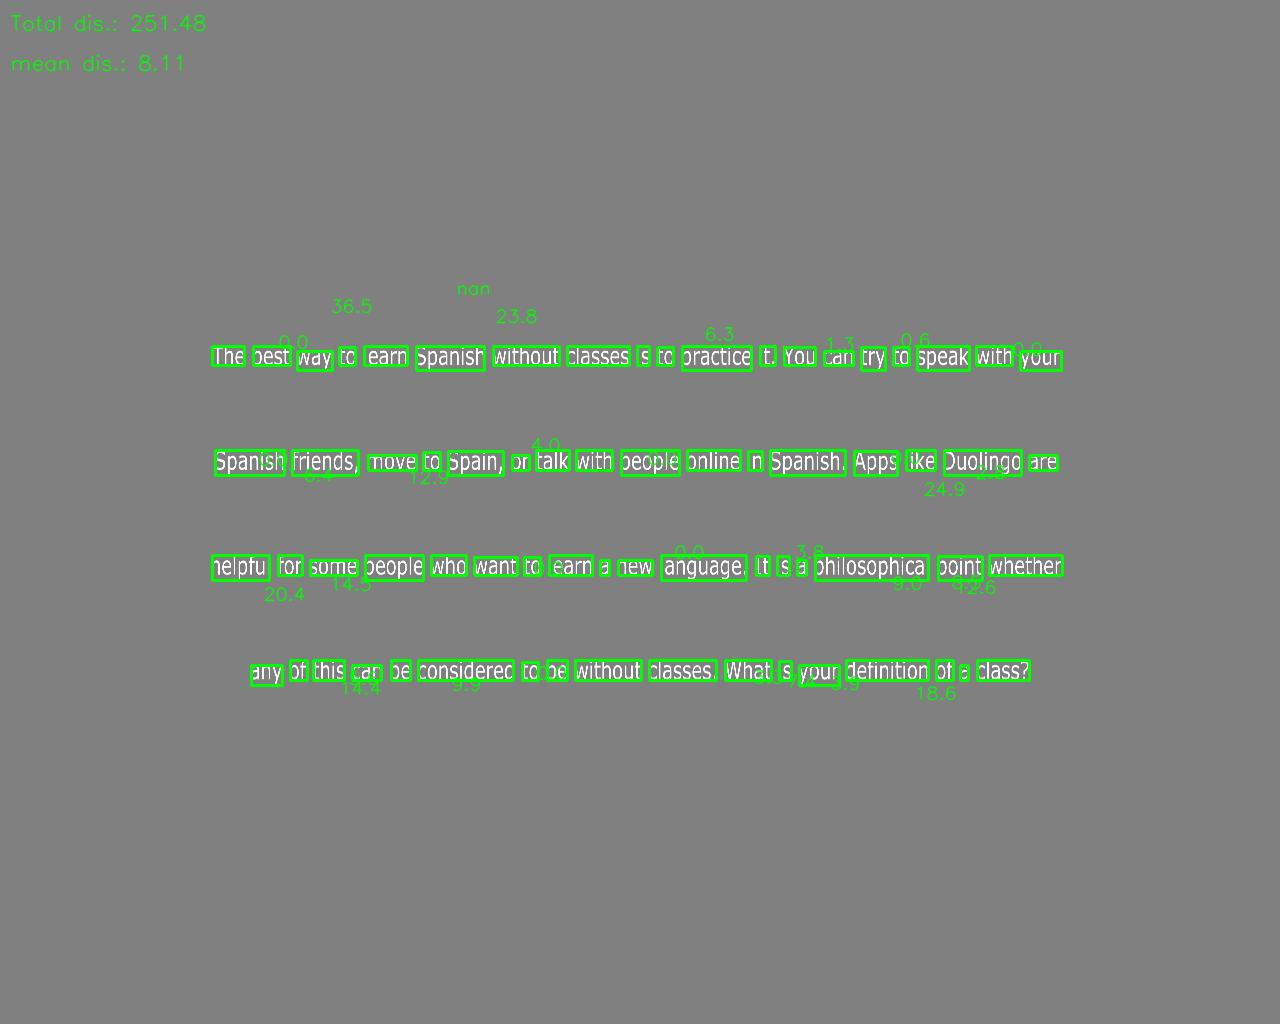 Total dis.: 251.48
mean dis.: 8.11
nan
36.5
23.8
6.3
0.0 1.3 0.6 0.0
The best way to learn Spanish without classes is to practice it. You can try to speak with your
4.0
Spanish friends, move to Spain, or talk with people online in Spanish. Apps like Duolingo are
6.4 12.9
24.9
0.0 3.8
helpful for some people who want to learn a new language. It is a philosophical point whether
14.5 9.0 12.6
20.4
any of this can be considered to be without classes. What is your definition of a class?
14.4 9.9
18.6